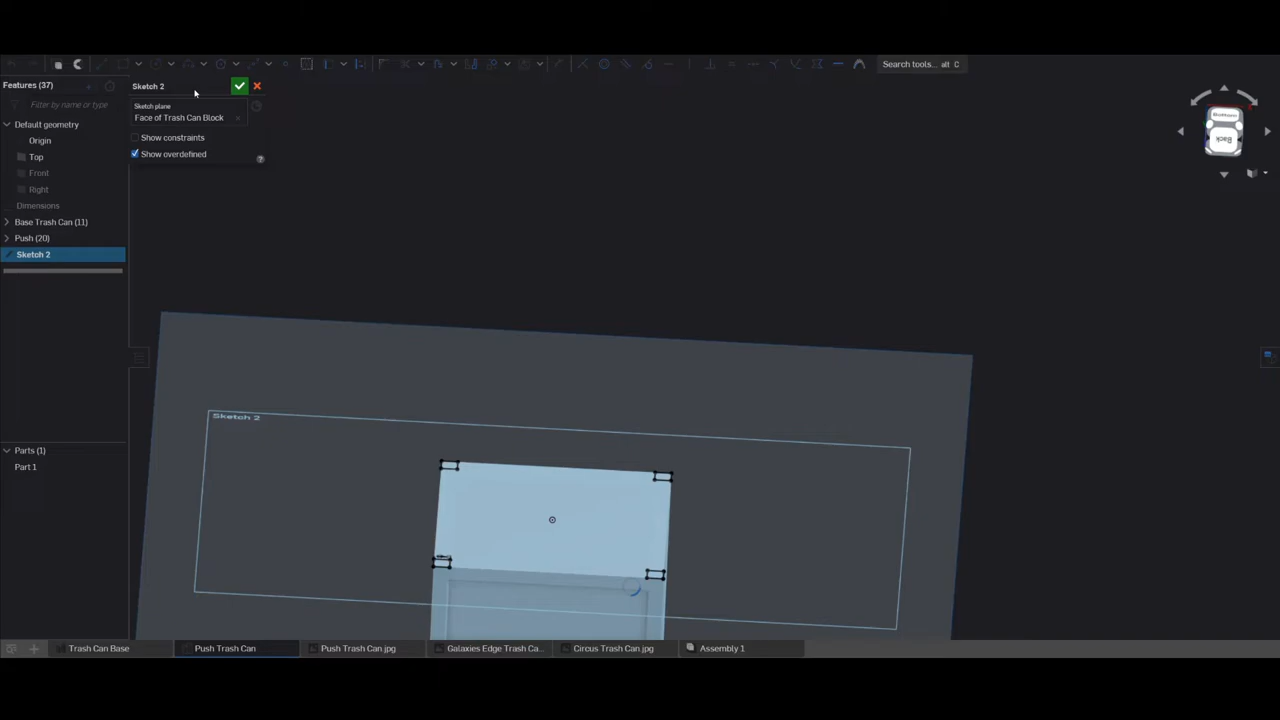 Search tools... alt C
Features (37)
Filter by name or type
Default geometry
Origin
Top
Front
Right
Dimensions
Base Trash Can (11)
Push (20)
Sketch 2
Parts (1)
Part 1
Sketch 2
Sketch plane
Face of Trash Can Block
Show constraints
Show overdefined
Bottom
Back
Sketch 2
Trash Can Base
Push Trash Can
Push Trash Can.jpg
Galaxies Edge Trash Ca...
Circus Trash Can.jpg
Assembly 1